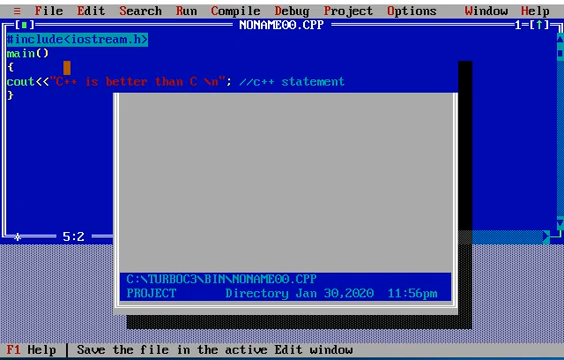 ≡ File Edit Search Run Compile Debug Project Options Window Help
[■] NONAME00.CPP 1=[↑]
#include<iostream.h>
main()
{
cout<<"C++ is better than C \n"; //c++ statement
}
* 5:2
C:\TURBOC3\BIN\NONAME00.CPP
PROJECT Directory Jan 30,2020 11:56pm
F1 Help | Save the file in the active Edit window